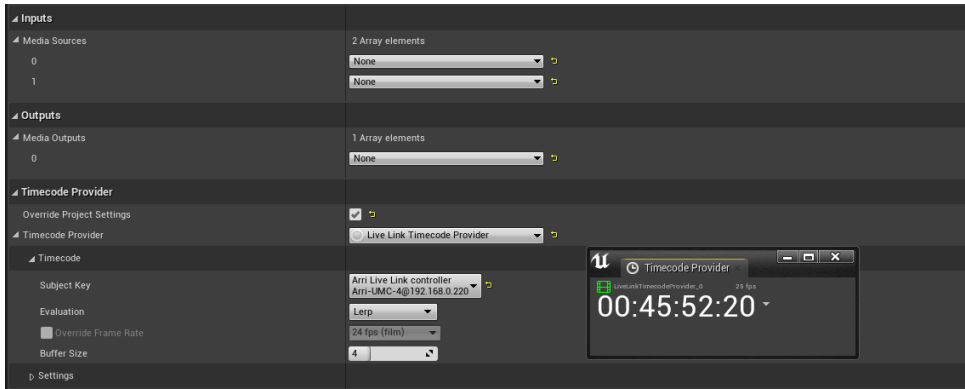 Inputs
Media Sources 2 Array elements
0 None
1 None
Outputs
Media Outputs 1 Array elements
0 None
Timecode Provider
Override Project Settings
Timecode Provider Live Link Timecode Provider
Timecode
Subject Key Arri Live Link controller
Arri-UMC-4@192.168.0.220
Evaluation Lerp
Override Frame Rate 24 fps (film)
Buffer Size 4
Settings
Timecode Provider
LiveLinkTimecodeProvider_0 25 fps
00:45:52:20